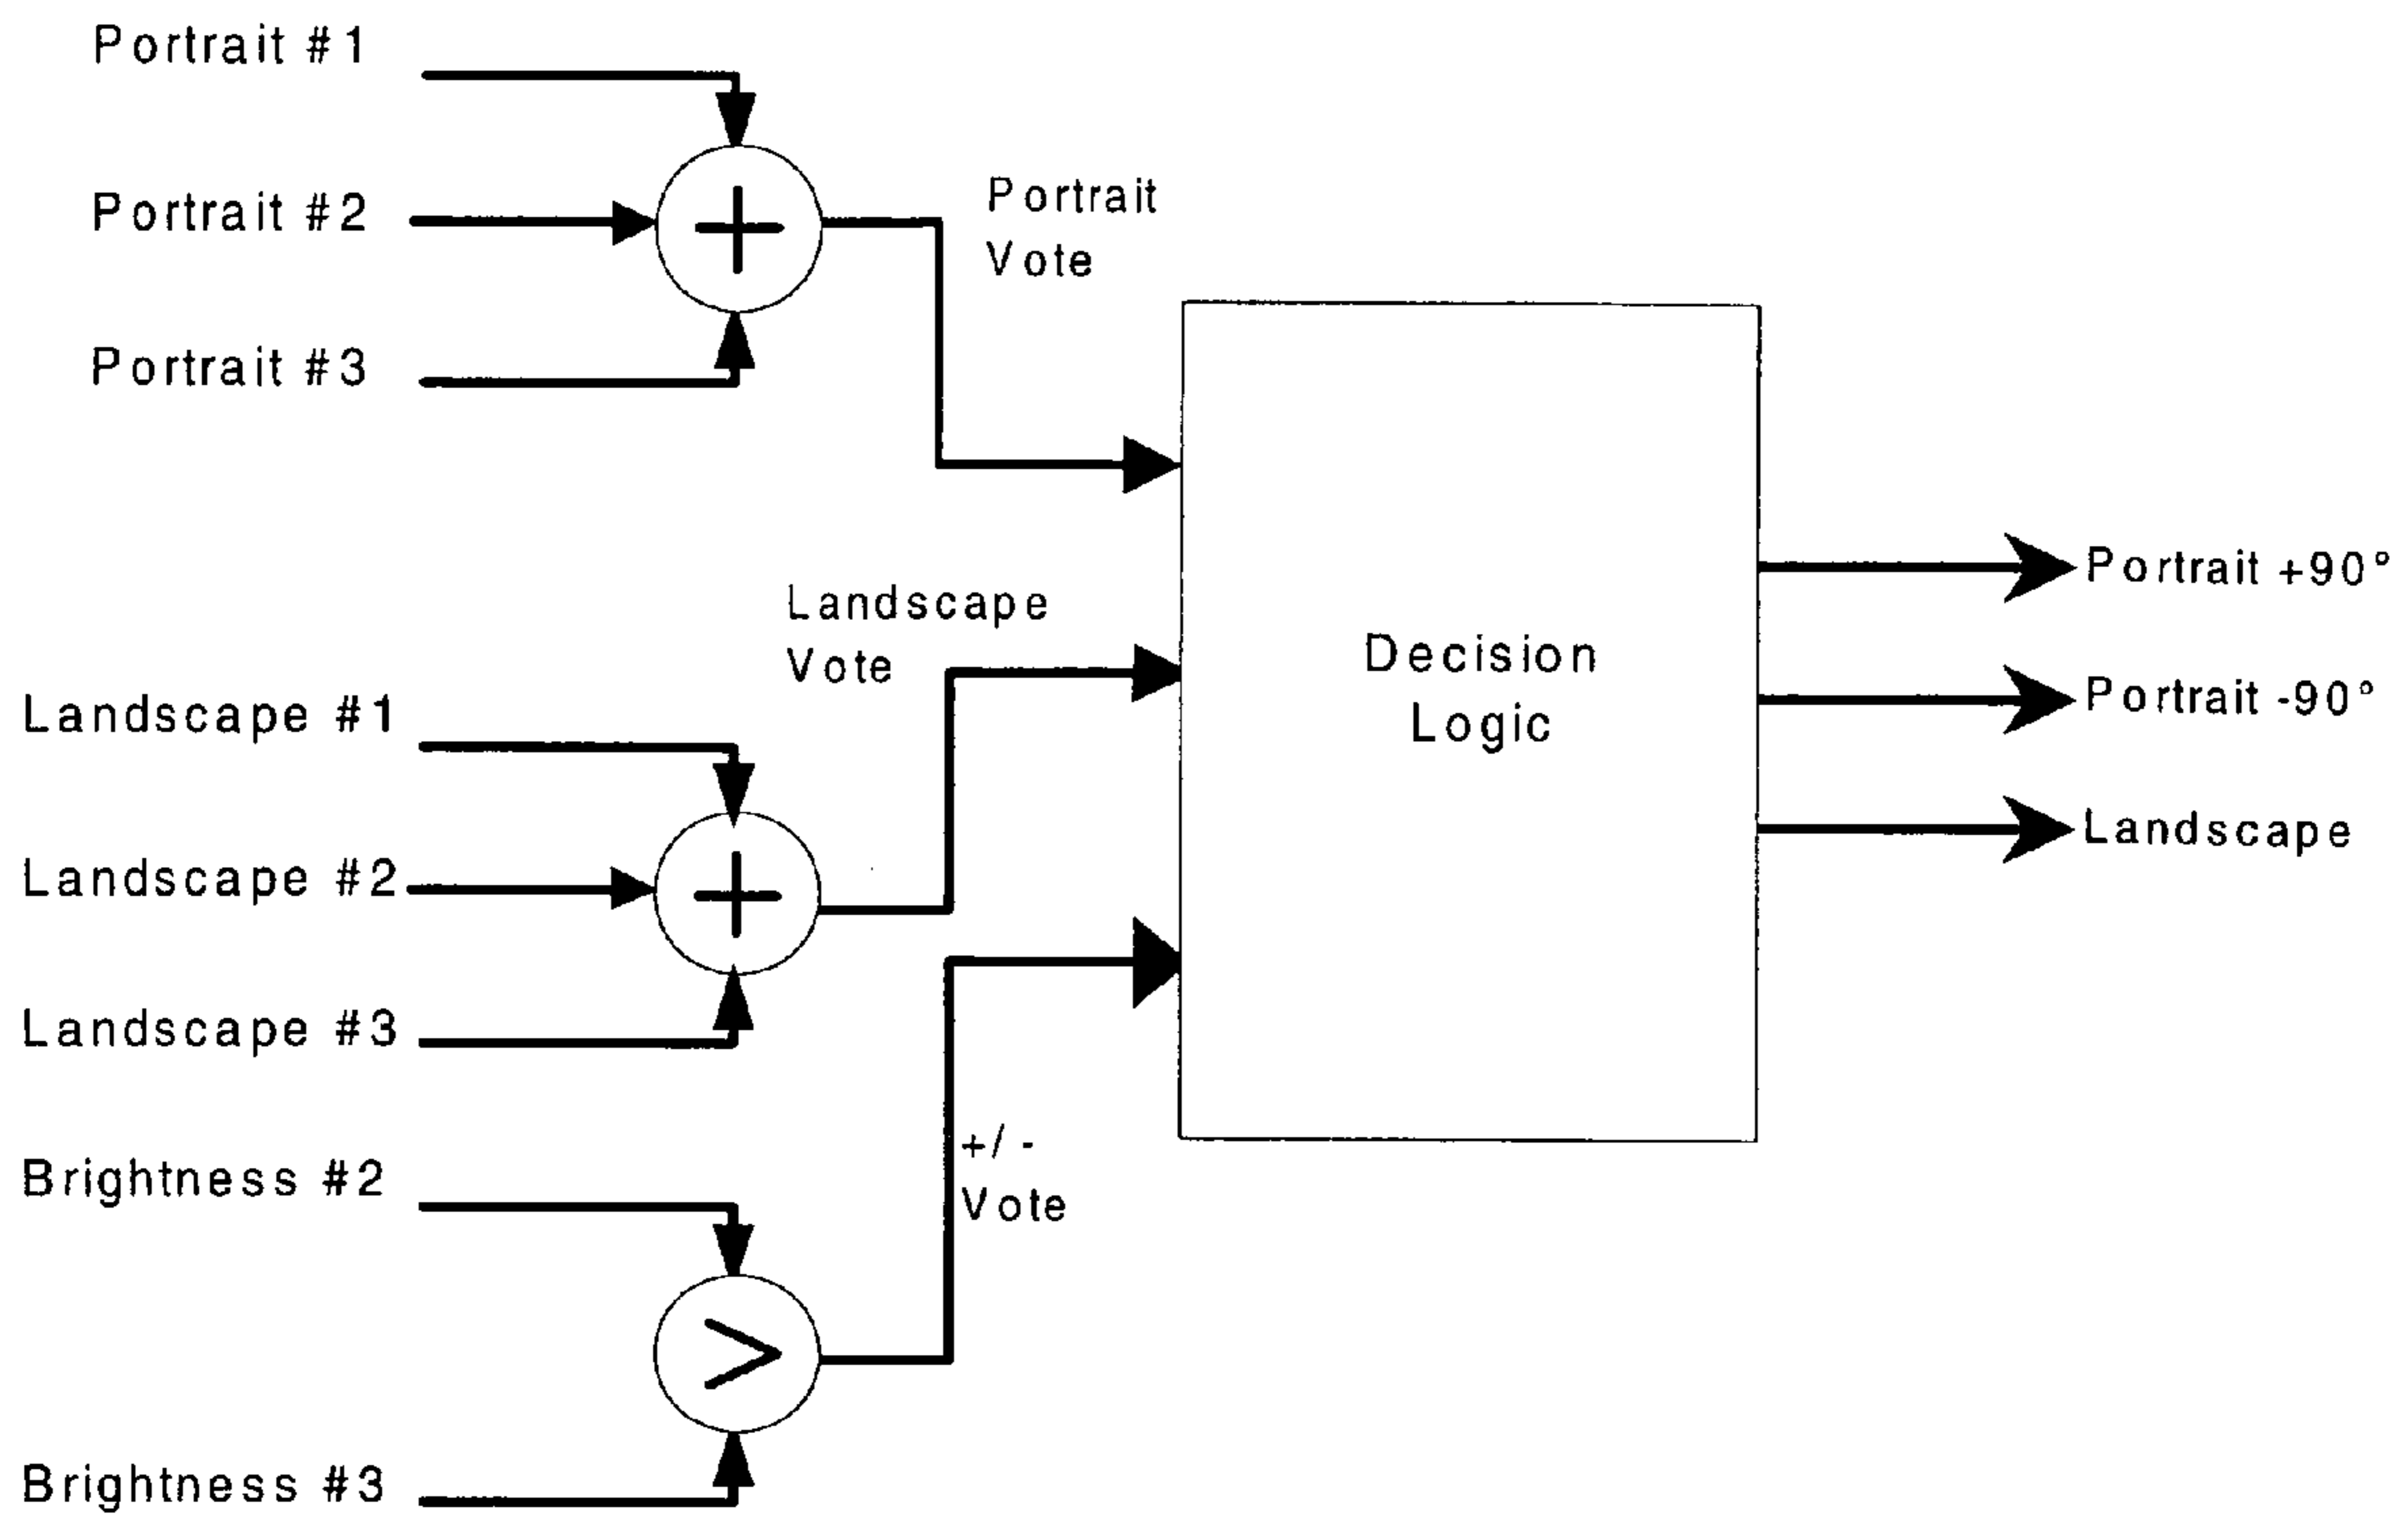 Portrait #1
Portrait #2
Portrait #3
+
Portrait
Vote
Landscape
Vote
Landscape #1
Landscape #2
Landscape #3
+
Brightness #2
Brightness #3
>
+/ -
Vote
Decision
Logic
Portrait +90°
Portrait -90°
Landscape